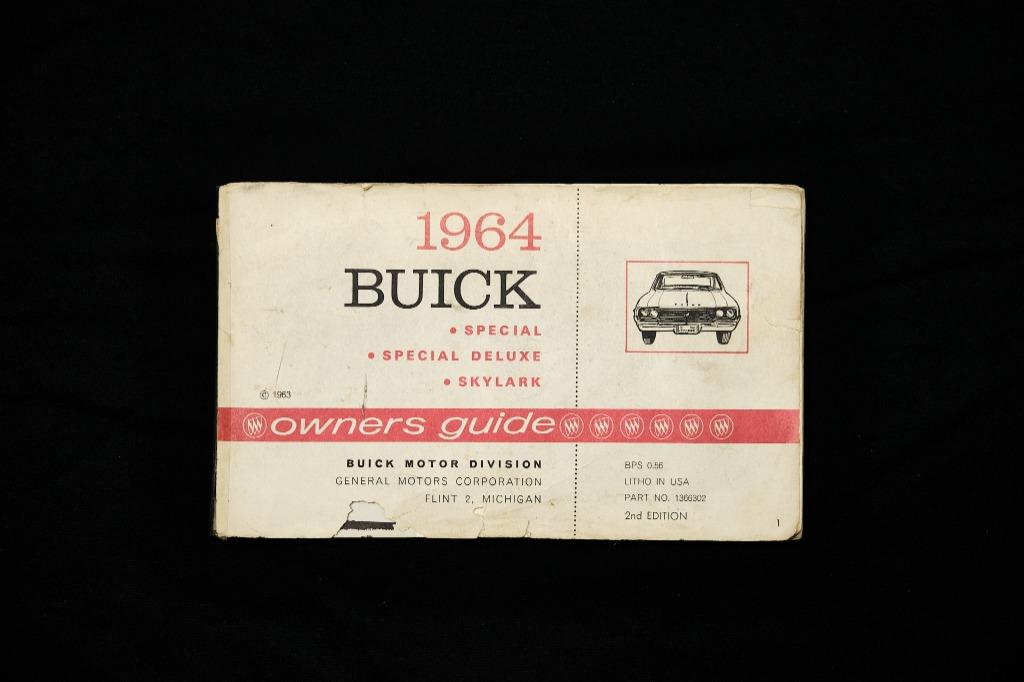 1964
BUICK
• SPECIAL
• SPECIAL DELUXE
• SKYLARK
© 1963
owners guide
BUICK MOTOR DIVISION
GENERAL MOTORS CORPORATION
FLINT 2, MICHIGAN
BPS 0.56
LITHO IN USA
PART NO. 1366302
2nd EDITION
1